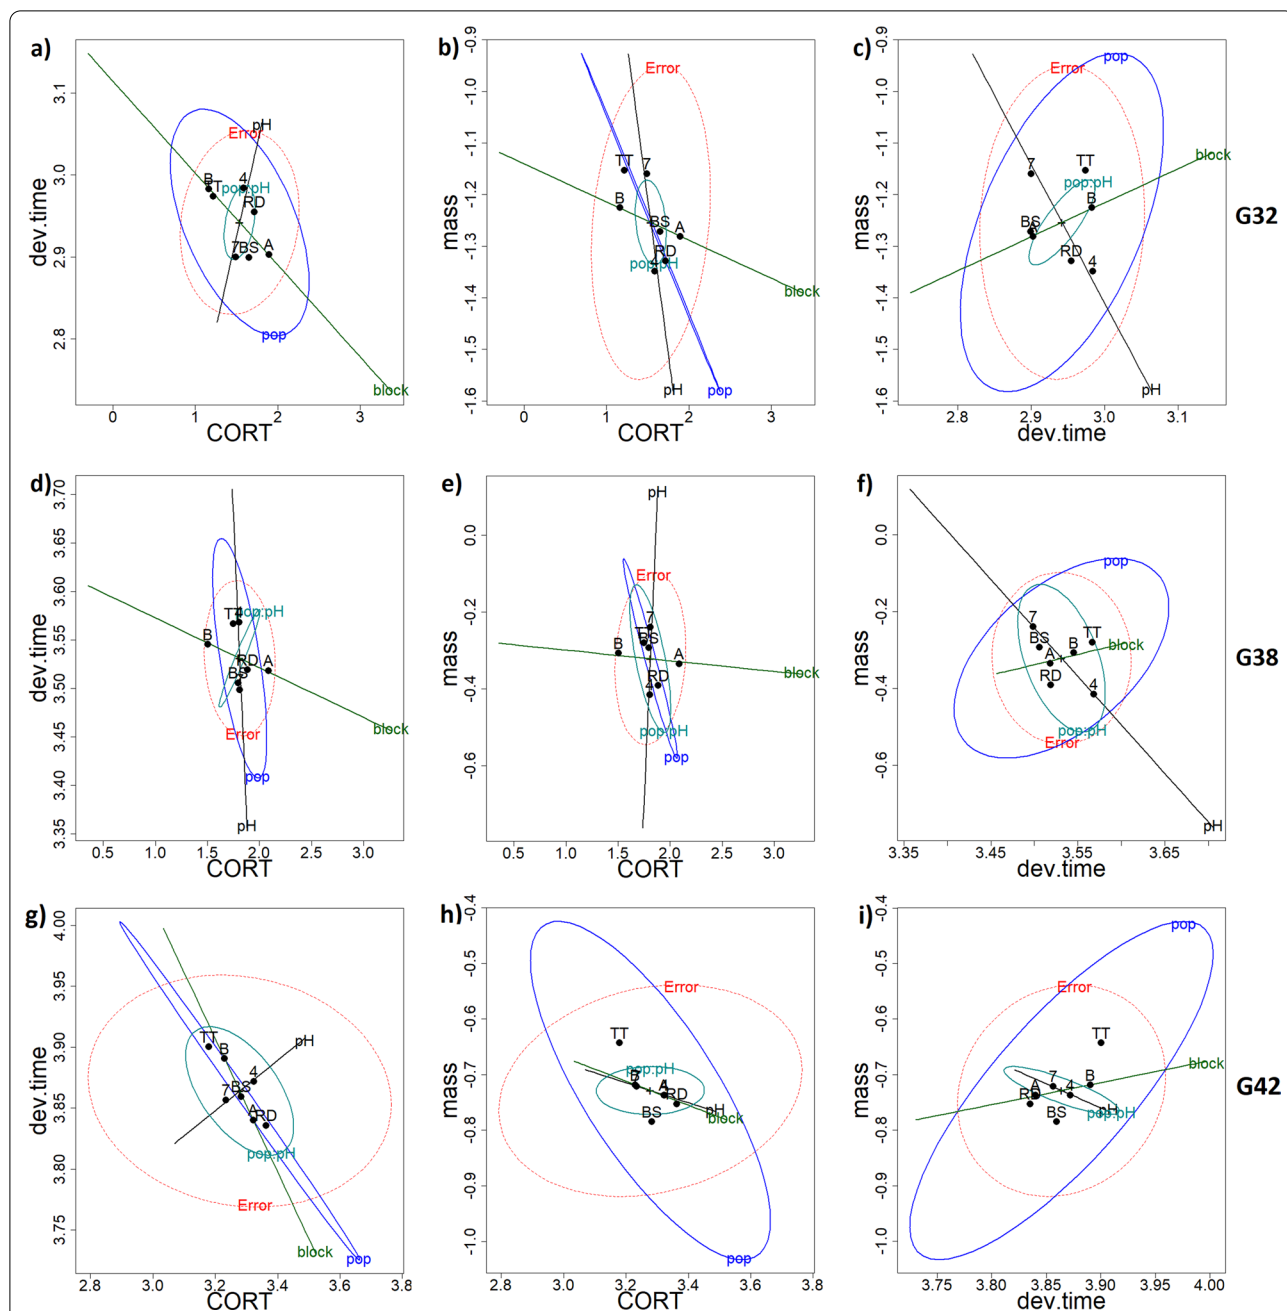 a)
dev.time
3.1
3.0
2.9
2.8
Error
pH
B
TT
4
pop:pH
RD
7
BS
A
pop
block
0 1 2 3
CORT
b)
mass
-0.9
-1.0
-1.1
-1.2
-1.3
-1.4
-1.5
-1.6
Error
TT
7
B
BS
A
RD
4
pop:pH
block
pH
pop
0 1 2 3
CORT
c)
mass
-0.9
-1.0
-1.1
-1.2
-1.3
-1.4
-1.5
-1.6
Error
pop
7
TT
pop:pH
block
B
BS
RD
4
pH
2.8 2.9 3.0 3.1
dev.time
G32
d)
dev.time
3.70
3.65
3.60
3.55
3.50
3.45
3.40
3.35
TT
4
pop:pH
B
RD
A
BS
Error
block
pop
pH
0.5 1.0 1.5 2.0 2.5 3.0
CORT
e)
mass
0.0
-0.2
-0.4
-0.6
pH
Error
7
TT
BS
B
A
RD
4
block
pop:pH
pop
0.5 1.0 1.5 2.0 2.5 3.0
CORT
f)
mass
0.0
-0.2
-0.4
-0.6
pop
7
BS
TT
B
block
A
RD
4
pop:pH
Error
pH
3.35 3.45 3.55 3.65
dev.time
G38
g)
dev.time
4.00
3.95
3.90
3.85
3.80
3.75
TT
B
pH
4
BS
7
A
RD
pop:pH
Error
block
pop
2.8 3.0 3.2 3.4 3.6 3.8
CORT
h)
mass
-0.4
-0.5
-0.6
-0.7
-0.8
-0.9
-1.0
Error
TT
pop:pH
RD
pH
BS
block
pop
3.0 3.2 3.4 3.6 3.8
CORT
i)
mass
-0.4
-0.5
-0.6
-0.7
-0.8
-0.9
-1.0
pop
Error
TT
block
7
B
RD
A
4
BS
pH
pop:pH
3.75 3.80 3.85 3.90 3.95 4.00
dev.time
G42